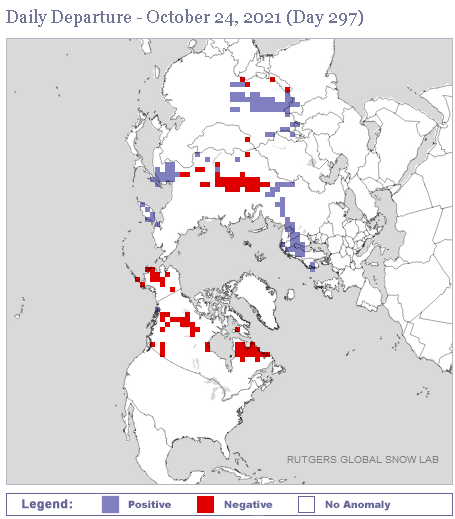 Daily Departure - October 24, 2021 (Day 297)
RUTGERS GLOBAL SNOW LAB
Legend: Positive Negative No Anomaly